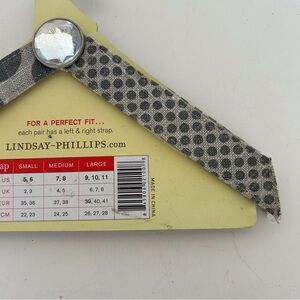 FOR A PERFECT FIT...
each pair has a left & right strap.
LINDSAY-PHILLIPS.com
ap SMALL MEDIUM LARGE
US 5, 6 7, 8 9, 10, 11
UK 2, 3 4, 5 6, 7, 8
EUR 35, 36 37, 38 39, 40, 41
CM 22, 23 24, 25 26, 27, 28
MADE IN CHINA